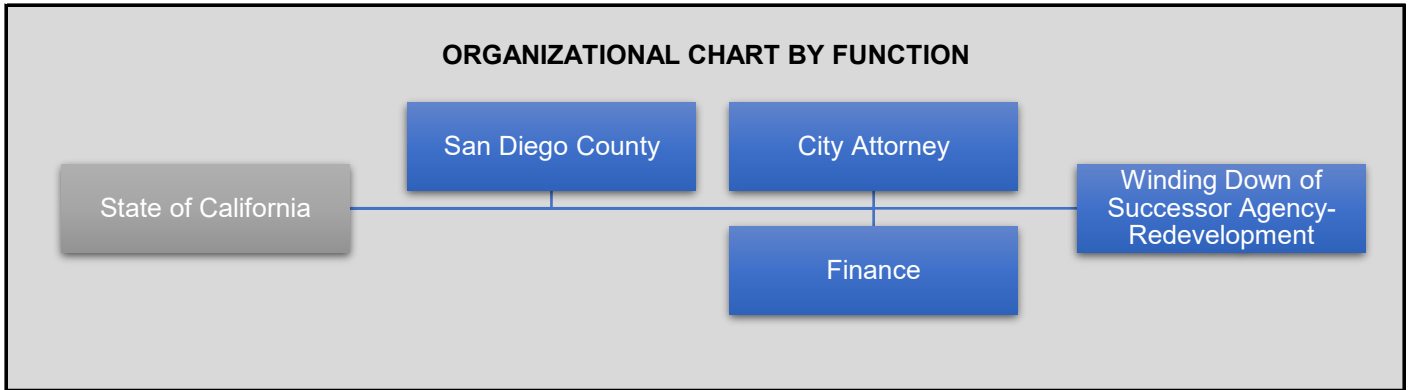 ORGANIZATIONAL CHART BY FUNCTION
San Diego County
City Attorney
State of California
Winding Down of
Successor Agency-
Redevelopment
Finance